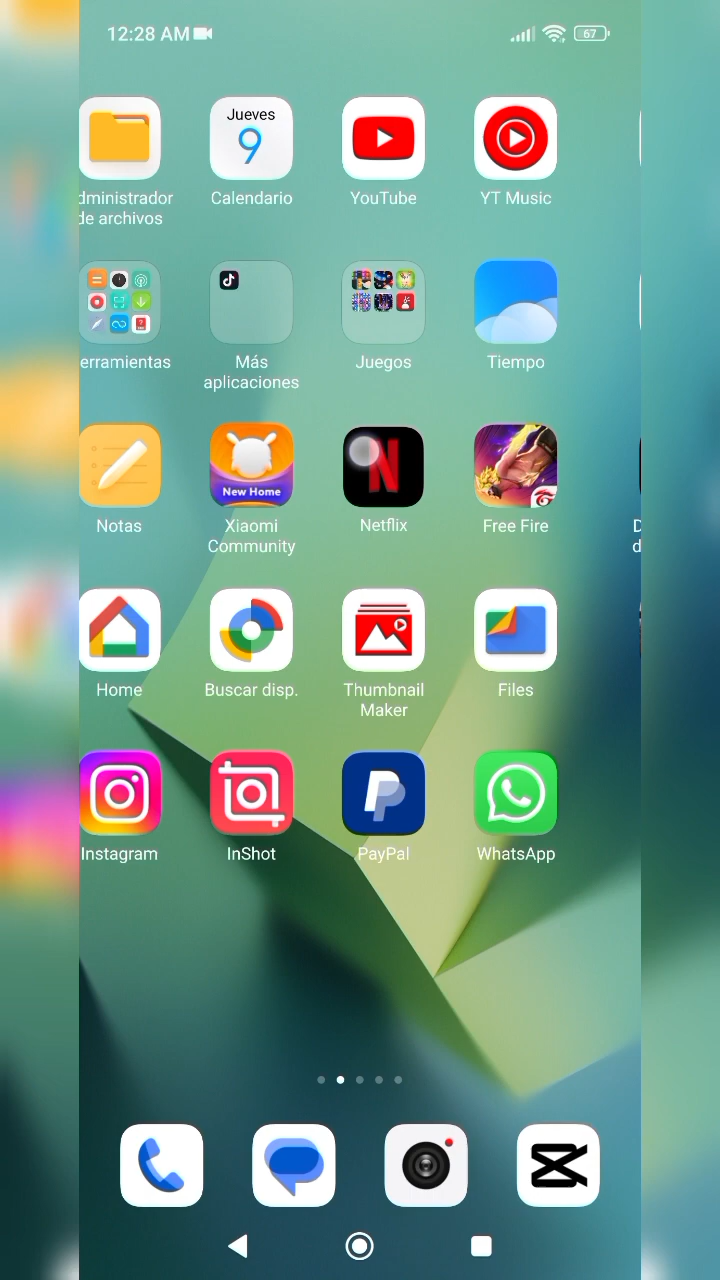 12:28 AM
67
Jueves
9
dministrador
de archivos
Calendario
YouTube
YT Music
erramientas
Más
aplicaciones
Juegos
Tiempo
New Home
N
Notas
Xiaomi
Community
Netflix
Free Fire
D
d
Home
Buscar disp.
Thumbnail
Maker
Files
Instagram
InShot
PayPal
WhatsApp